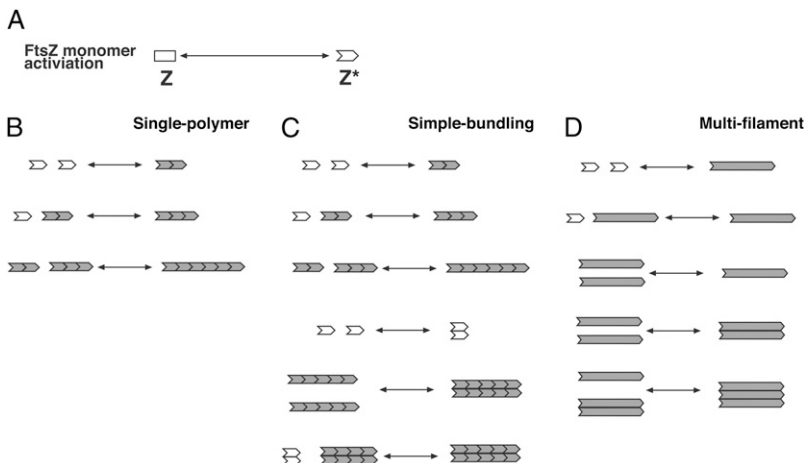 A
FtsZ monomer
activiation
Z
Z*
B
Single-polymer
C
Simple-bundling
D
Multi-filament